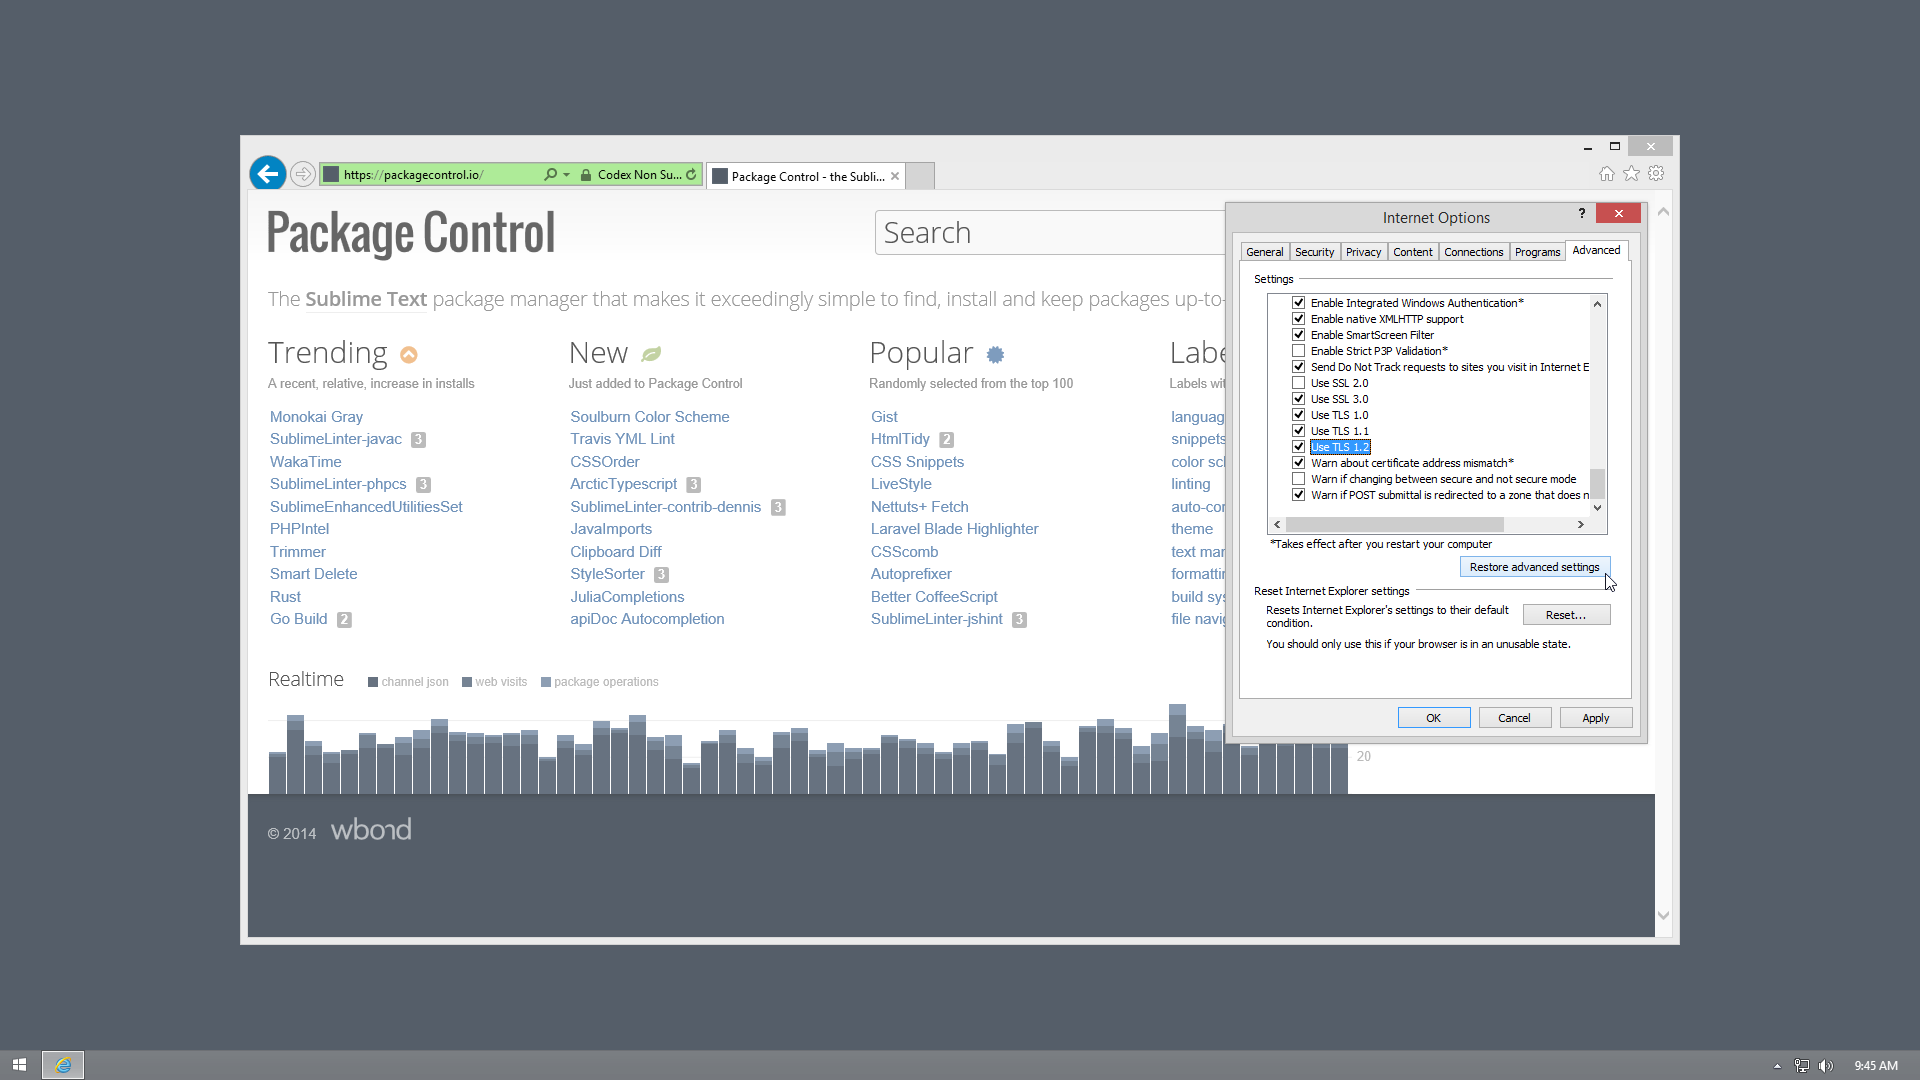 https://packagecontrol.io/
Codex Non Su...
Package Control - the Subli...
Package Control
Search
The Sublime Text package manager that makes it exceedingly simple to find, install and keep packages up-to-
Trending
A recent, relative, increase in installs
Monokai Gray
SublimeLinter-javac 3
WakaTime
SublimeLinter-phpcs 3
SublimeEnhancedUtilitiesSet
PHPIntel
Trimmer
Smart Delete
Rust
Go Build 2
New
Just added to Package Control
Soulburn Color Scheme
Travis YML Lint
CSSOrder
ArcticTypescript 3
SublimeLinter-contrib-dennis 3
JavaImports
Clipboard Diff
StyleSorter 3
JuliaCompletions
apiDoc Autocompletion
Popular
Randomly selected from the top 100
Gist
HtmlTidy 2
CSS Snippets
LiveStyle
Nettuts+ Fetch
Laravel Blade Highlighter
CSScomb
Autoprefixer
Better CoffeeScript
SublimeLinter-jshint 3
Labe
Labels wit
languag
snippets
color sc
linting
auto-co
theme
text mar
formattin
build sys
file navig
Realtime
channel json
web visits
package operations
20
© 2014 wbond
Internet Options
?
General
Security
Privacy
Content
Connections
Programs
Advanced
Settings
Enable Integrated Windows Authentication*
Enable native XMLHTTP support
Enable SmartScreen Filter
Enable Strict P3P Validation*
Send Do Not Track requests to sites you visit in Internet E
Use SSL 2.0
Use SSL 3.0
Use TLS 1.0
Use TLS 1.1
Use TLS 1.2
Warn about certificate address mismatch*
Warn if changing between secure and not secure mode
Warn if POST submittal is redirected to a zone that does n
*Takes effect after you restart your computer
Restore advanced settings
Reset Internet Explorer settings
Resets Internet Explorer's settings to their default
condition.
Reset...
You should only use this if your browser is in an unusable state.
OK
Cancel
Apply
9:45 AM